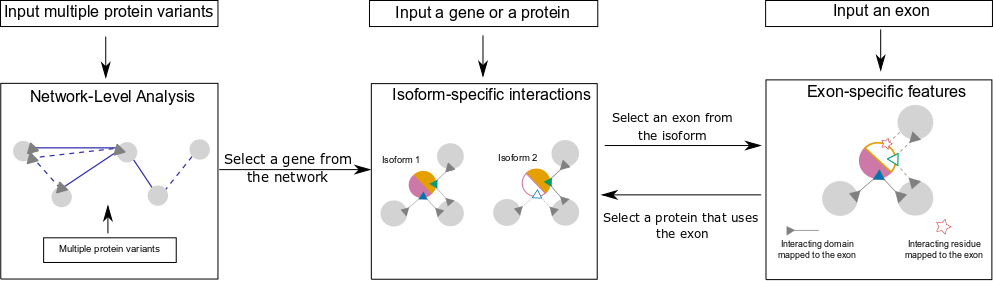 Input multiple protein variants
Input a gene or a protein
Input an exon
Network-Level Analysis
Multiple protein variants
Select a gene from
the network
Isoform-specific interactions
Isoform 1
Isoform 2
Select an exon from
the isoform
Select a protein that uses
the exon
Exon-specific features
Interacting domain
mapped to the exon
Interacting residue
mapped to the exon